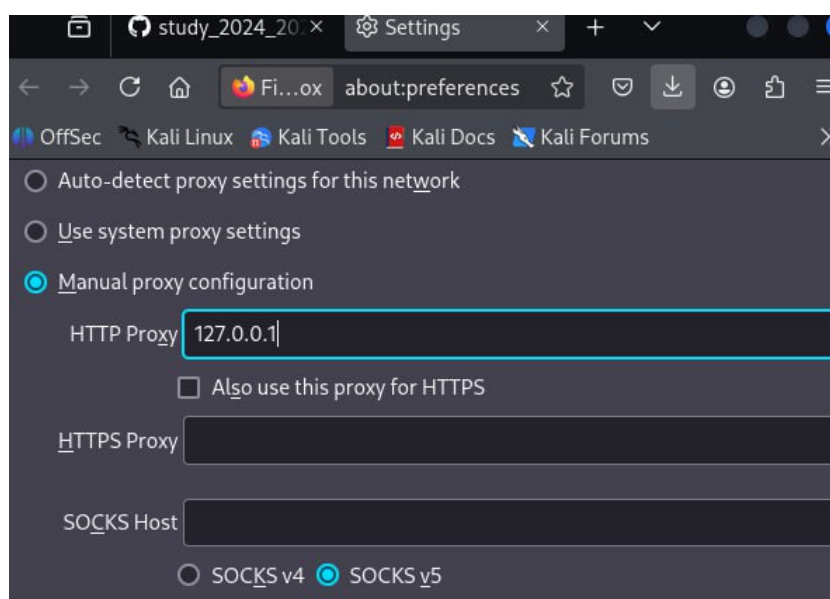 study_2024_20 Settings
Fi...ox about:preferences
OffSec Kali Linux Kali Tools Kali Docs Kali Forums
Auto-detect proxy settings for this network
Use system proxy settings
Manual proxy configuration
HTTP Proxy 127.0.0.1
Also use this proxy for HTTPS
HTTPS Proxy
SOCKS Host
SOCKS v4 SOCKS v5